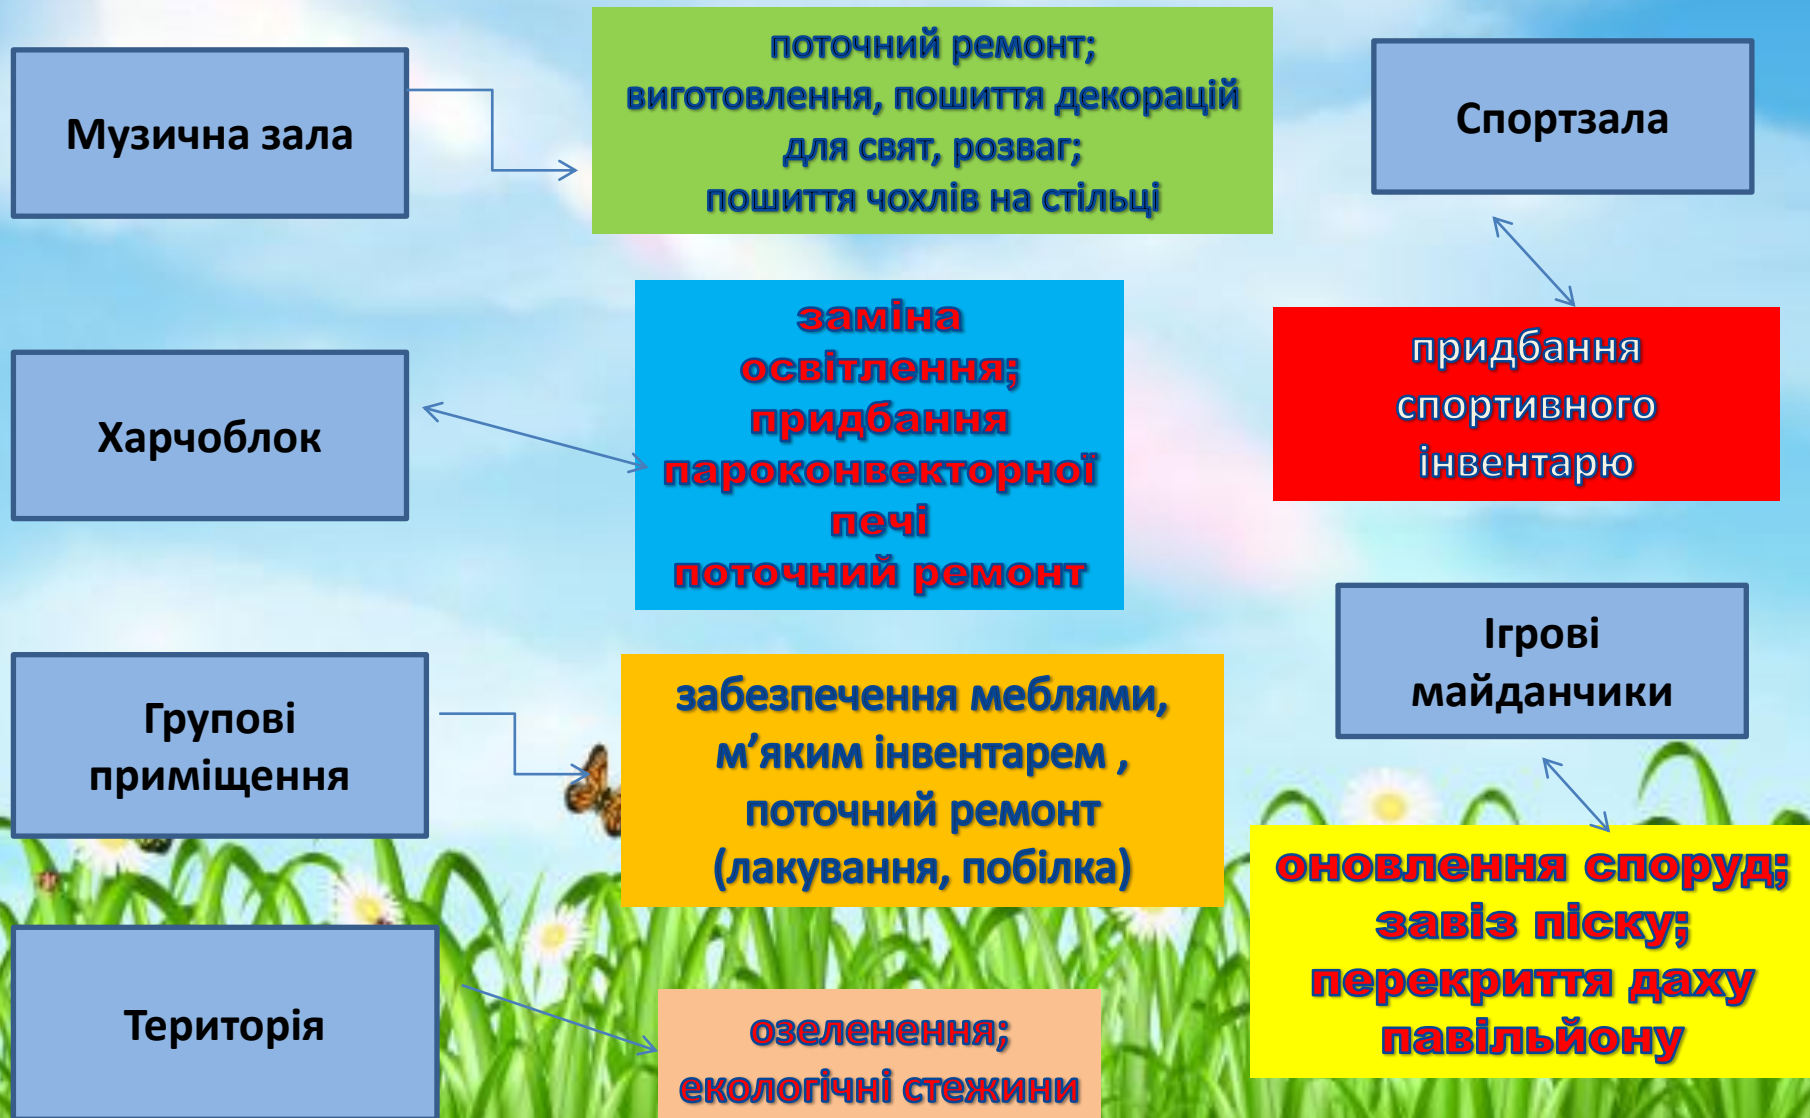 Музична зала
поточний ремонт;
виготовлення, пошиття декорацій
для свят, розваг;
пошиття чохлів на стільці
Спортзала
придбання
спортивного
інвентарю
Харчоблок
заміна
освітлення;
придбання
пароконвекторної
печі
поточний ремонт
Групові
приміщення
забезпечення меблями,
м’яким інвентарем ,
поточний ремонт
(лакування, побілка)
Ігрові
майданчики
оновлення споруд;
завіз піску;
перекриття даху
павільйону
Територія
озеленення;
екологічні стежини